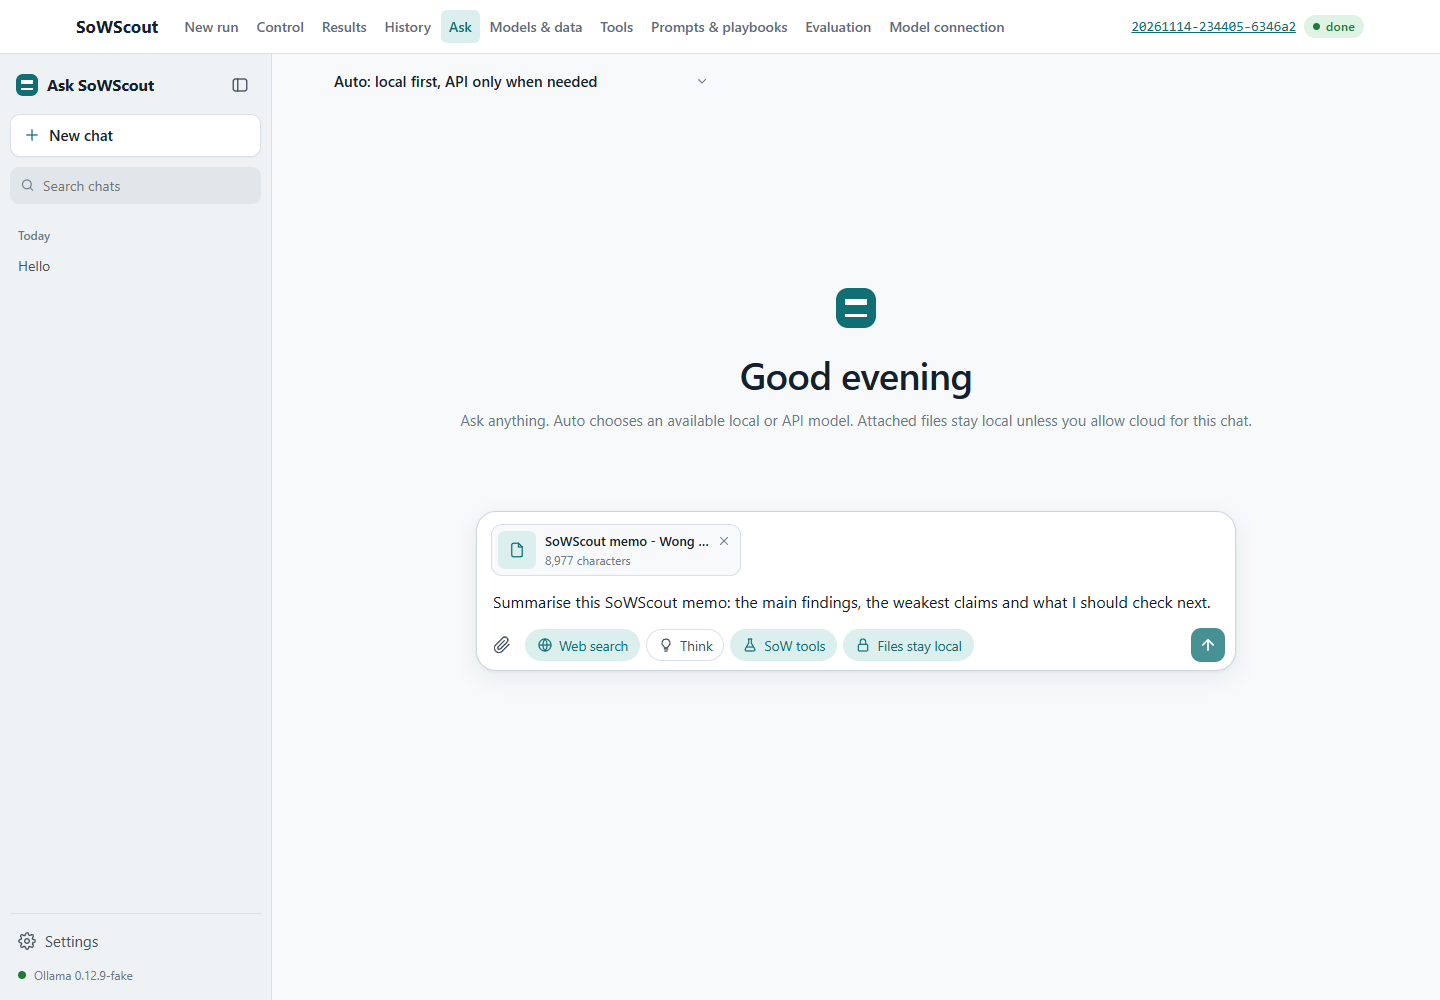 SoWScout
New run
Control
Results
History
Ask
Models & data
Tools
Prompts & playbooks
Evaluation
Model connection
20261114-234405-6346a2
done
Ask SoWScout
New chat
Search chats
Today
Hello
Settings
Ollama 0.12.9-fake
Auto: local first, API only when needed
Good evening
Ask anything. Auto chooses an available local or API model. Attached files stay local unless you allow cloud for this chat.
SoWScout memo - Wong ...
8,977 characters
Summarise this SoWScout memo: the main findings, the weakest claims and what I should check next.
Web search
Think
SoW tools
Files stay local